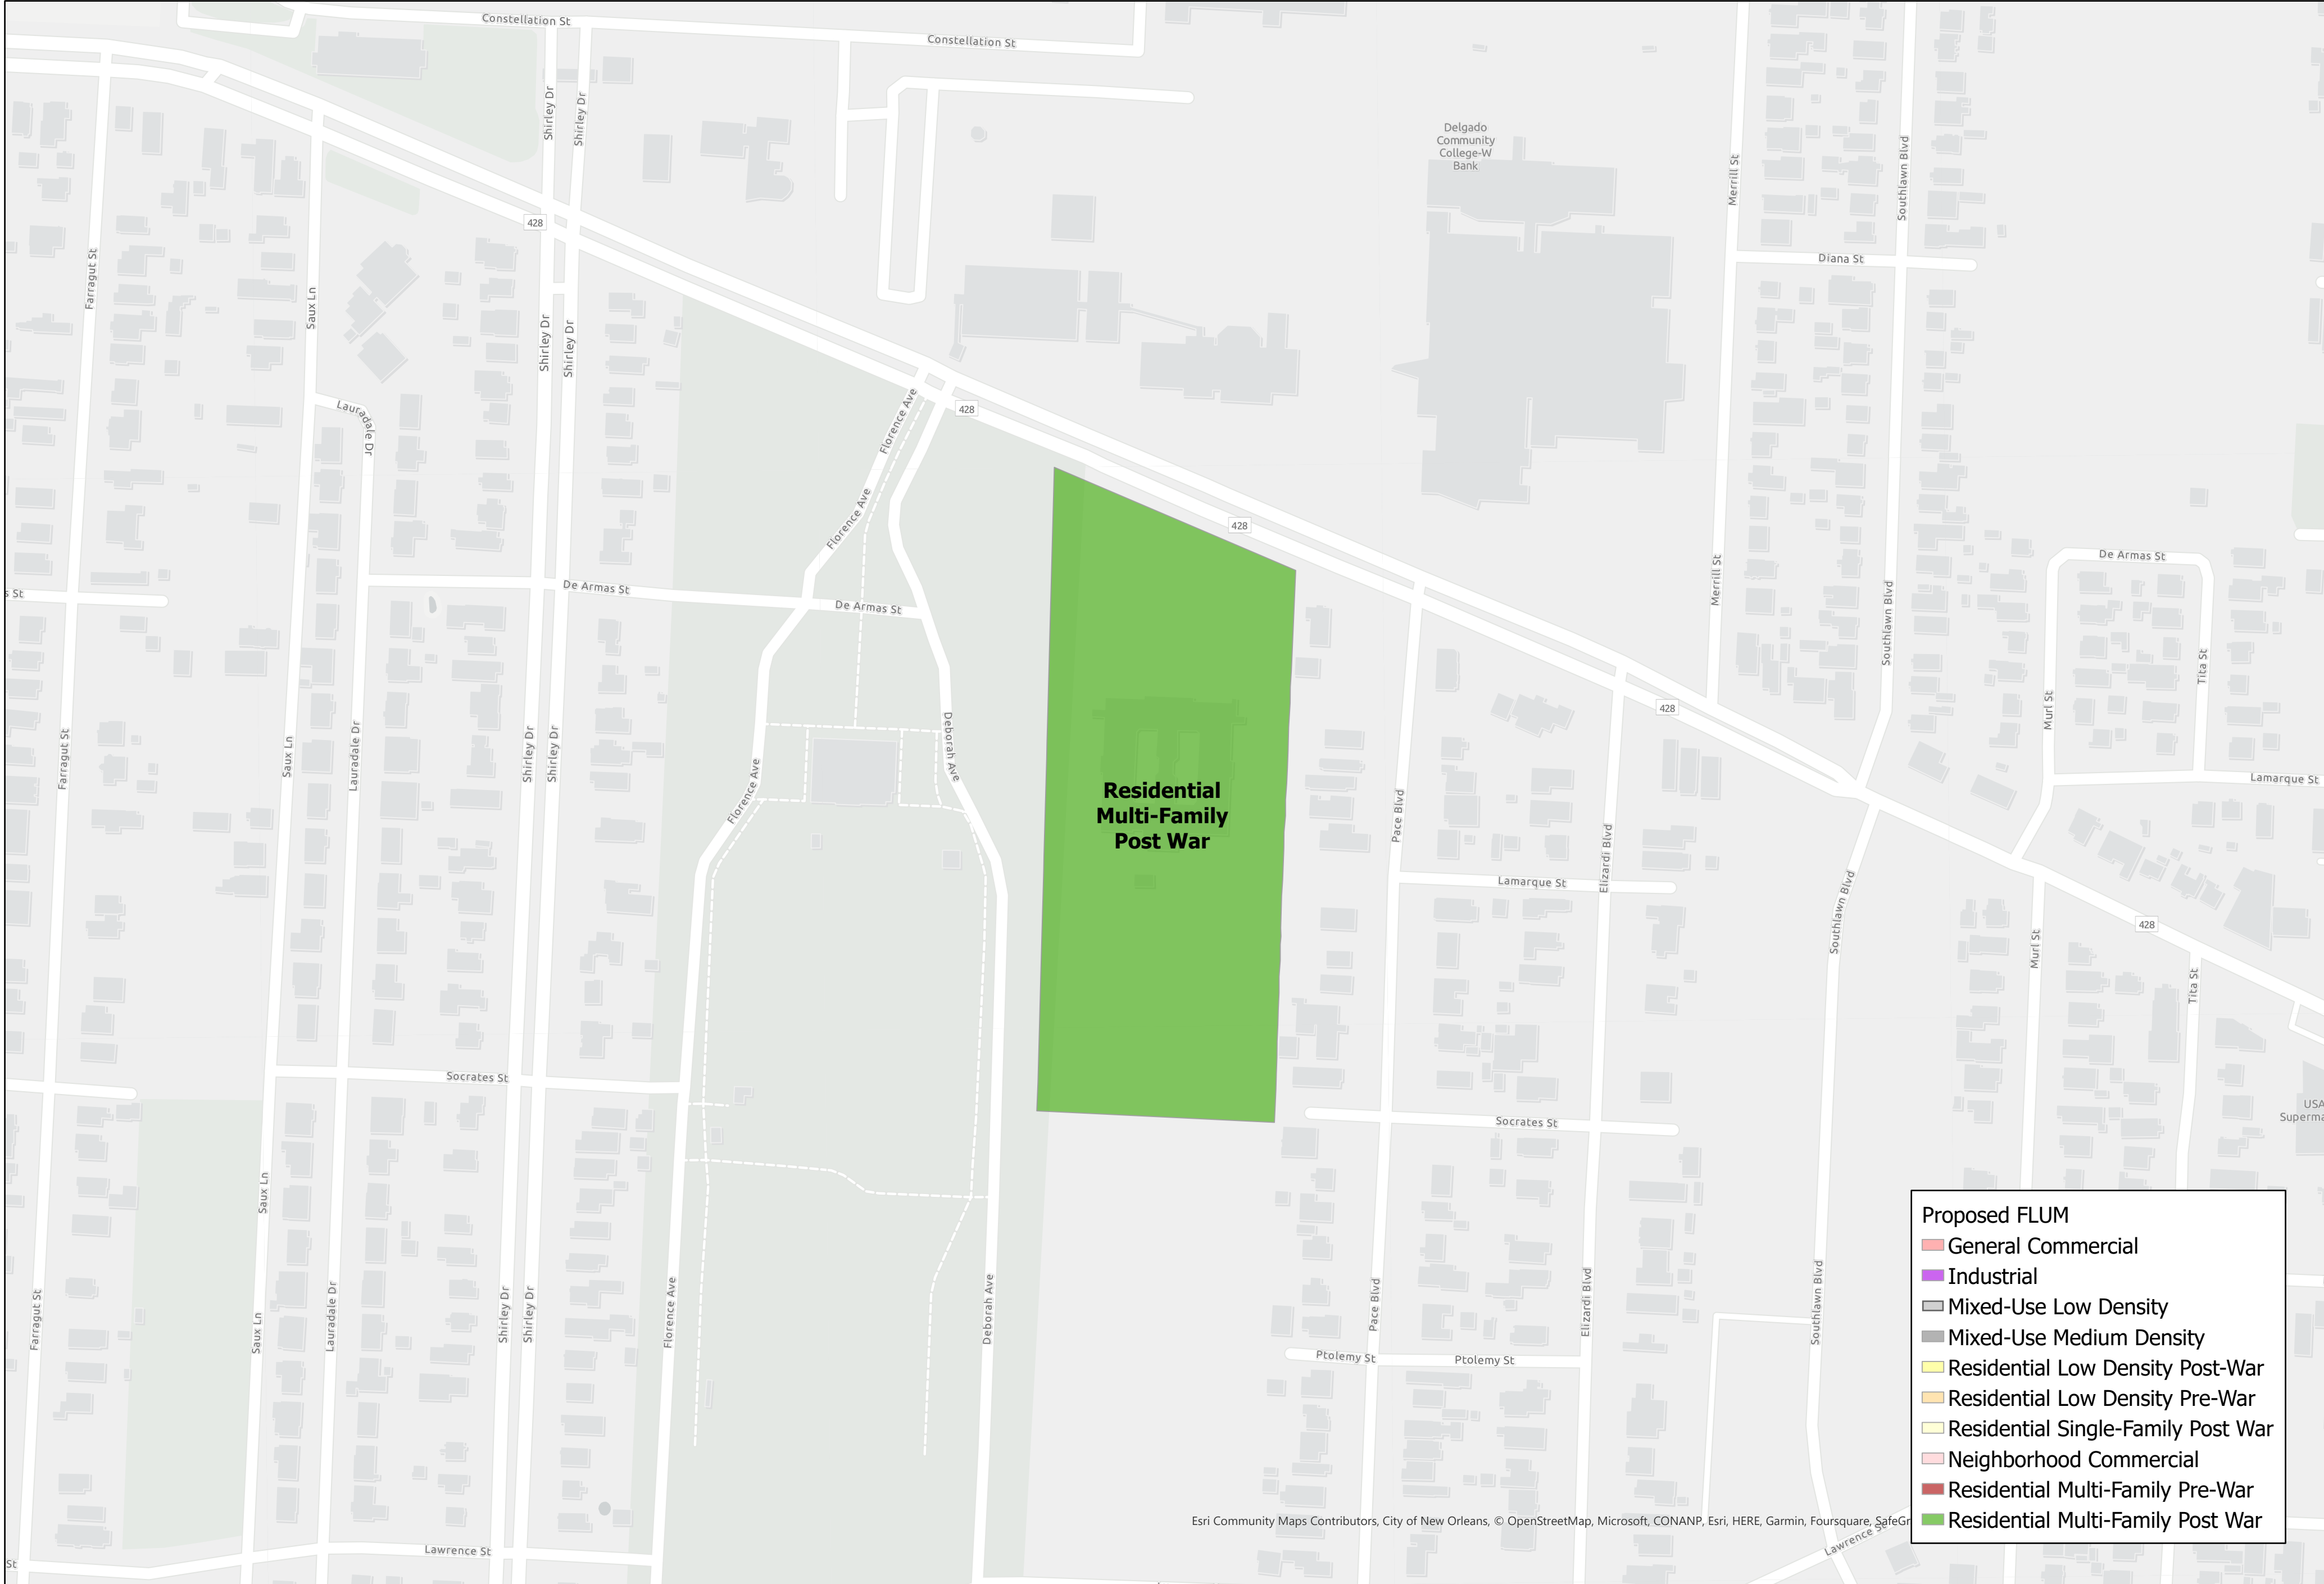 Constellation St
Constellation St
Shirley Dr
Shirley Dr
Delgado
Community
College-W
Bank
Merrill St
Southlawn Blvd
428
Farragut St
Saux Ln
Diana St
Shirley Dr
Shirley Dr
Lauradale Dr
Florence Ave
428
Florence Ave
428
De Armas St
s St
De Armas St
De Armas St
Merrill St
Southlawn Blvd
Tita St
Murl St
428
Farragut St
Saux Ln
Lauradale Dr
Shirley Dr
Shirley Dr
Deborah Ave
Florence Ave
Residential
Multi-Family
Post War
Pace Blvd
Lamarque St
Elizardi Blvd
Lamarque St
Southlawn Blvd
428
Murl St
Tita St
Socrates St
Socrates St
USA
Superma
Saux Ln
Farragut St
Saux Ln
Lauradale Dr
Shirley Dr
Shirley Dr
Florence Ave
Deborah Ave
Pace Blvd
Elizardi Blvd
Southlawn Blvd
Ptolemy St
Ptolemy St
Proposed FLUM
General Commercial
Industrial
Mixed-Use Low Density
Mixed-Use Medium Density
Residential Low Density Post-War
Residential Low Density Pre-War
Residential Single-Family Post War
Neighborhood Commercial
Residential Multi-Family Pre-War
Residential Multi-Family Post War
Esri Community Maps Contributors, City of New Orleans, © OpenStreetMap, Microsoft, CONANP, Esri, HERE, Garmin, Foursquare, SafeGr
Lawrence St
St
Lawrence St